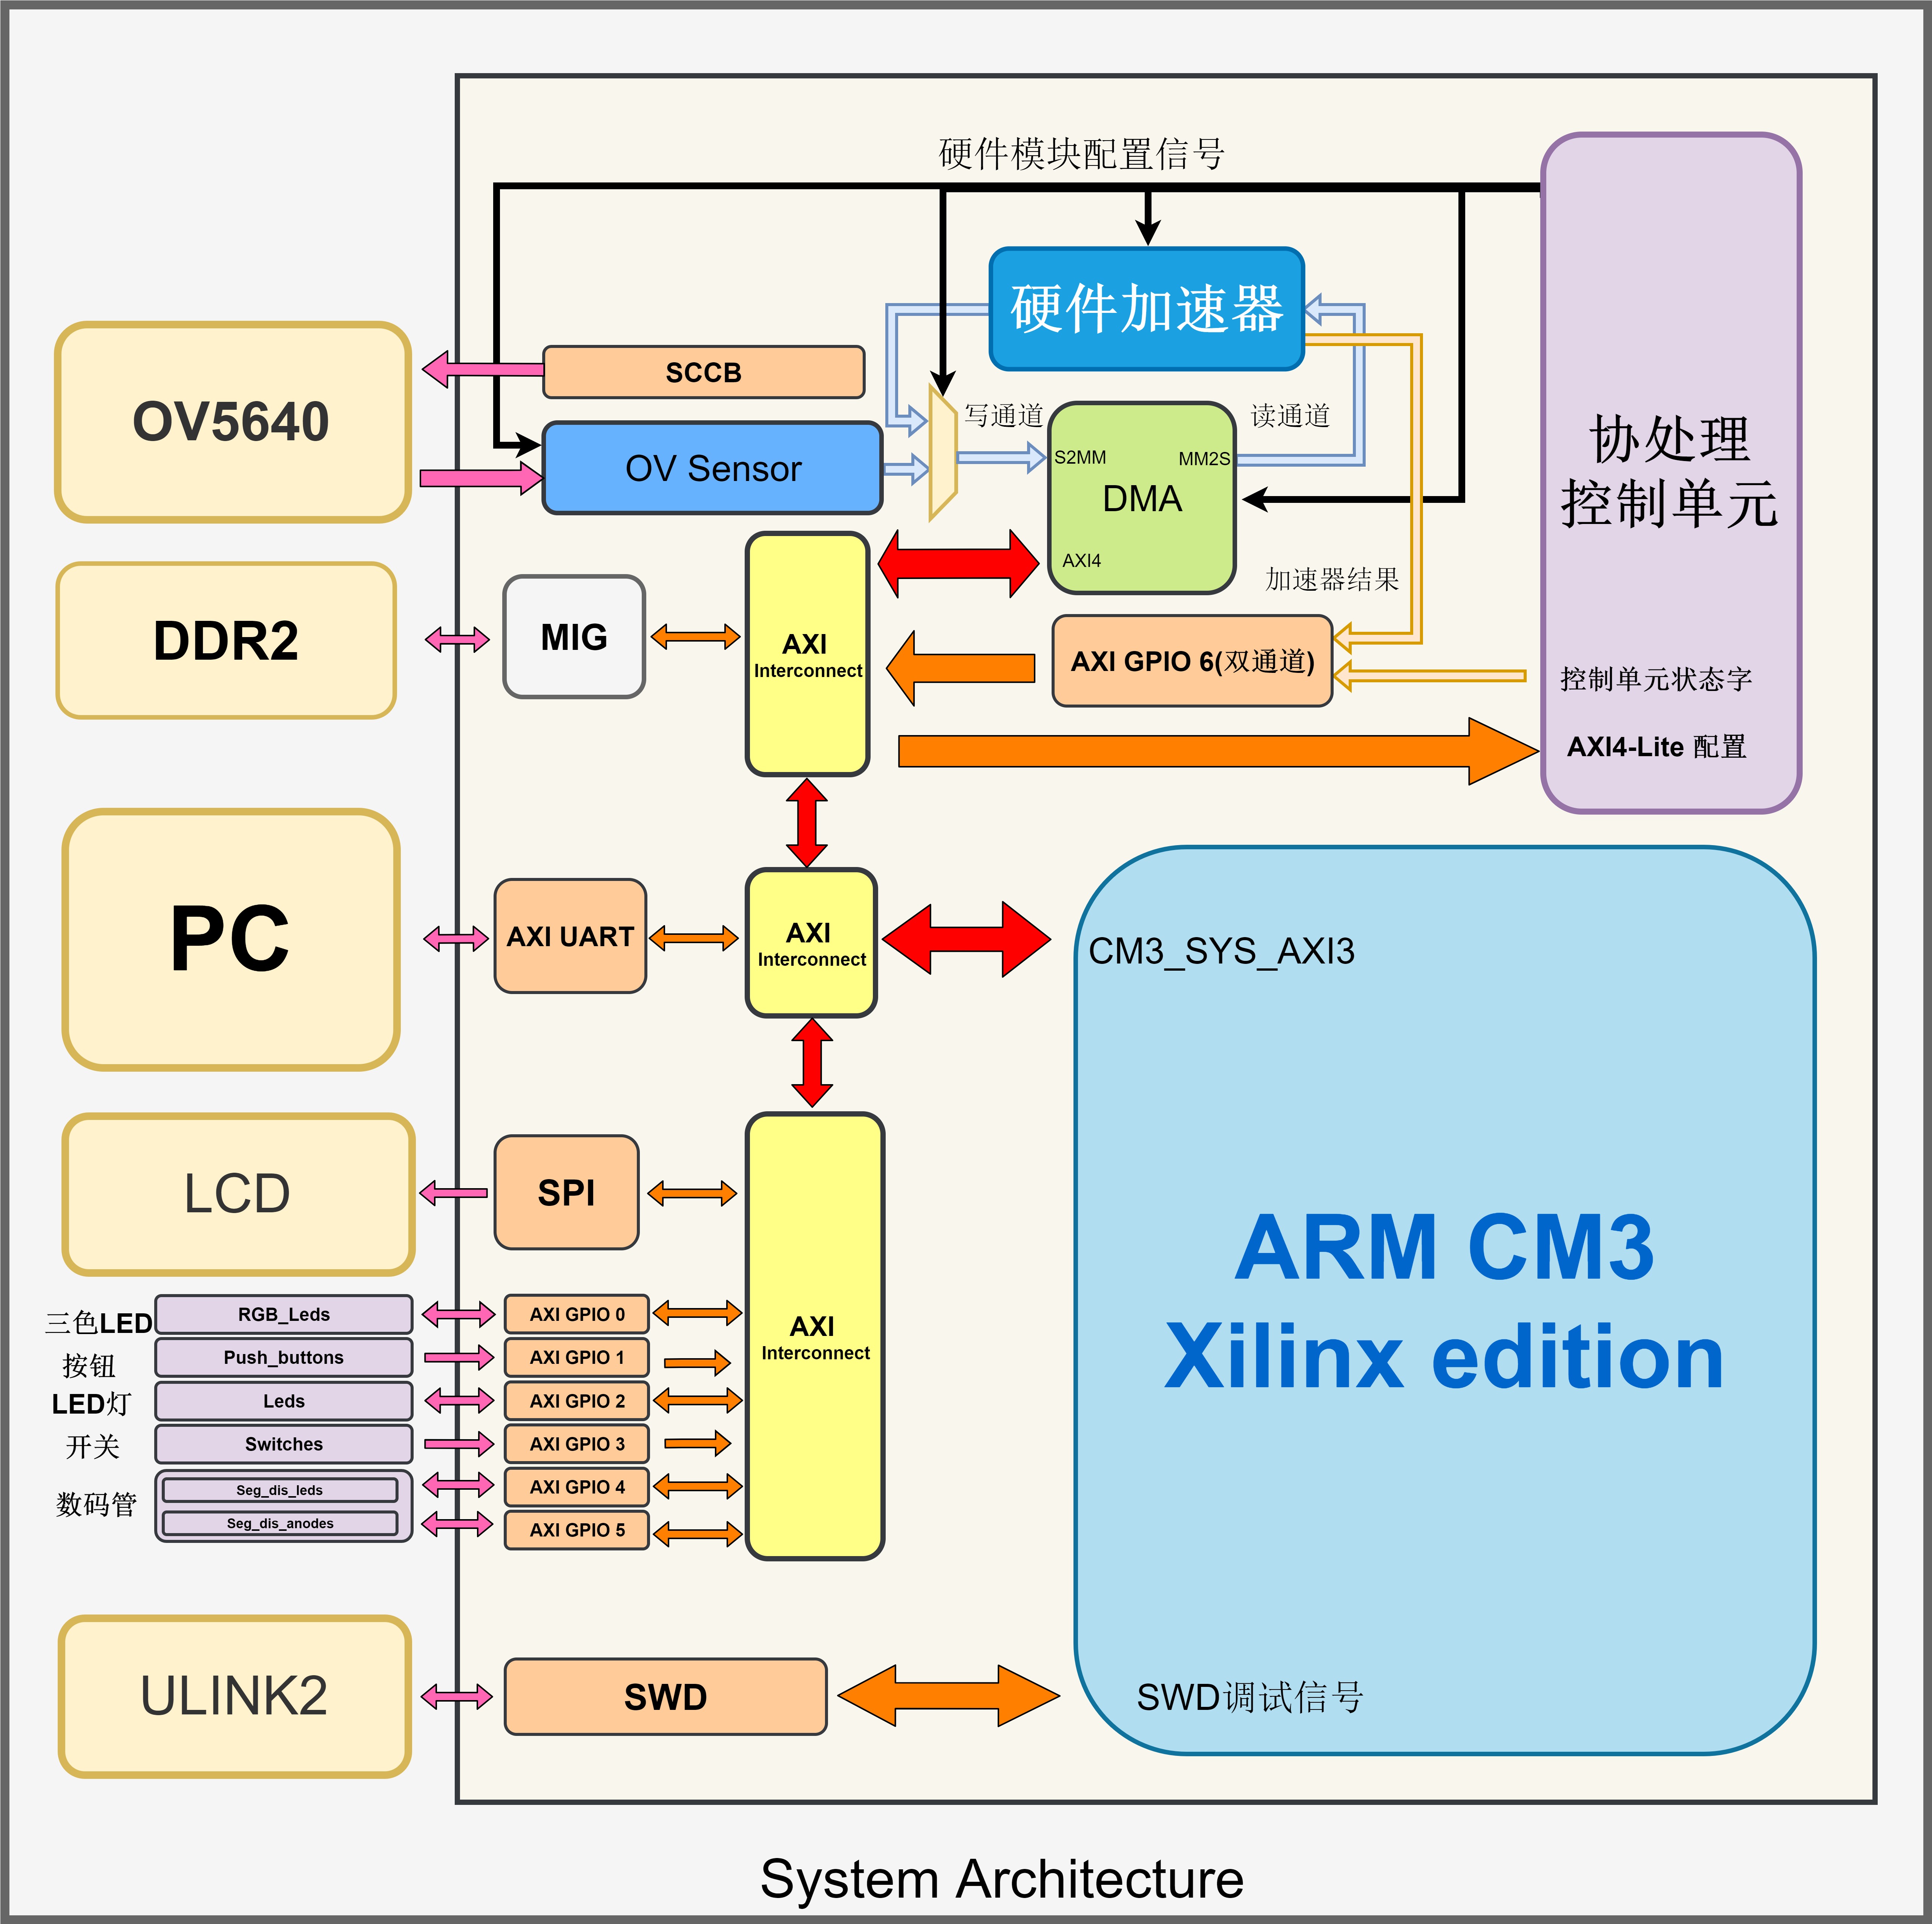 硬件模块配置信号
硬件加速器
SCCB
OV5640
OV Sensor
写通道
读通道
S2MM
MM2S
DMA
AXI4
协处理
控制单元
加速器结果
DDR2
MIG
AXI
Interconnect
AXI GPIO 6(双通道)
控制单元状态字
AXI4-Lite 配置
PC
AXI UART
AXI
Interconnect
CM3_SYS_AXI3
LCD
SPI
ARM CM3
Xilinx edition
三色LED
RGB_Leds
AXI GPIO 0
AXI
Interconnect
按钮
Push_buttons
AXI GPIO 1
LED灯
Leds
AXI GPIO 2
开关
Switches
AXI GPIO 3
数码管
Seg_dis_leds
AXI GPIO 4
Seg_dis_anodes
AXI GPIO 5
ULINK2
SWD
SWD调试信号
System Architecture